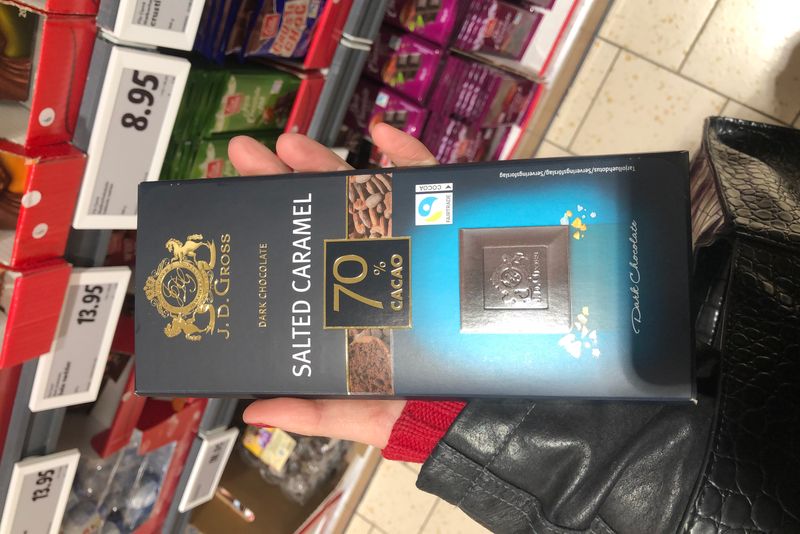 J. D. GROSS
DARK CHOCOLATE
SALTED CARAMEL
70
%
CACAO
COCOA
FAIRTRADE
J. D. GROSS
Dark Chocolate
Tarjoiluehdotus/Serveringsförslag/Serveringsforslag
8.95
13.95
13.95